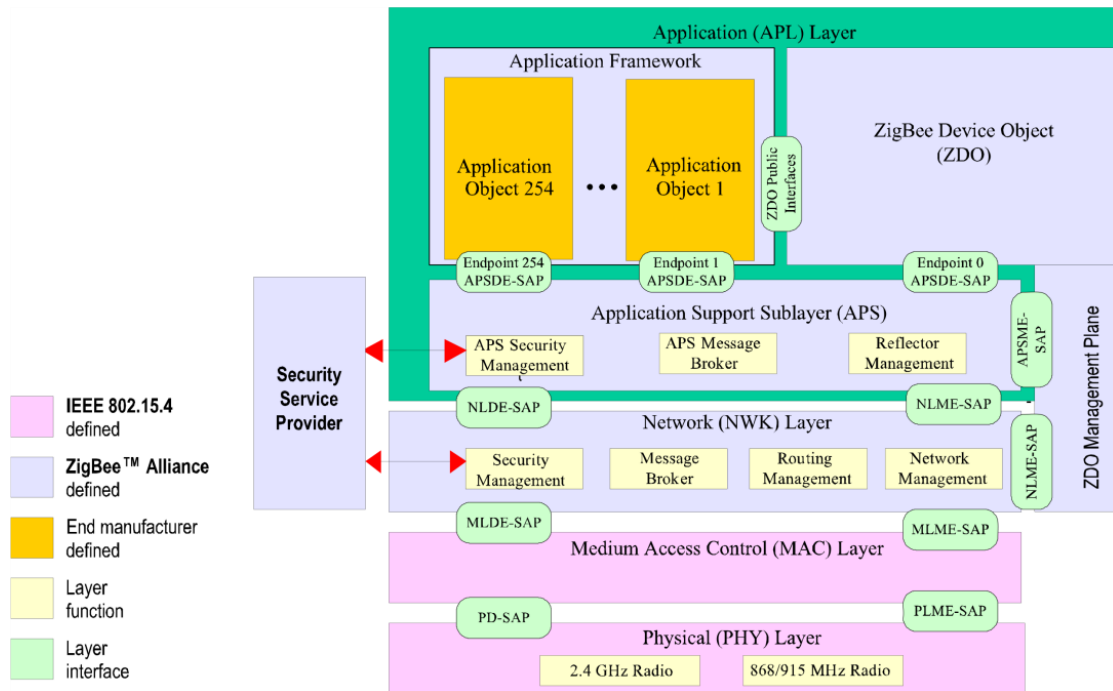 Application (APL) Layer
Application Framework
ZigBee Device Object
(ZDO)
Application
Object 254
•••
Application
Object 1
ZDO Public
Interfaces
Endpoint 254
APSDE-SAP
Endpoint 1
APSDE-SAP
Endpoint 0
APSDE-SAP
Application Support Sublayer (APS)
APS Security
Management
APS Message
Broker
Reflector
Management
APSME-
SAP
Security
Service
Provider
NLDE-SAP
NLME-SAP
Network (NWK) Layer
Security
Management
Message
Broker
Routing
Management
Network
Management
NLME-SAP
ZDO Management Plane
MLDE-SAP
MLME-SAP
Medium Access Control (MAC) Layer
PD-SAP
PLME-SAP
Physical (PHY) Layer
2.4 GHz Radio
868/915 MHz Radio
IEEE 802.15.4
defined
ZigBee™ Alliance
defined
End manufacturer
defined
Layer
function
Layer
interface